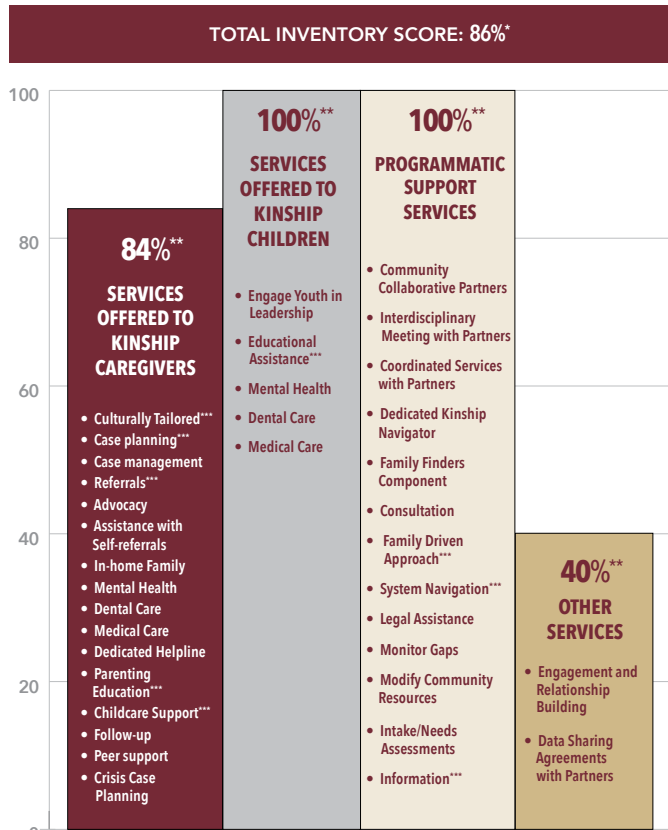 TOTAL INVENTORY SCORE: 86%*
100
80
60
40
20
84%**
SERVICES
OFFERED TO
KINSHIP
CAREGIVERS
• Culturally Tailored***
• Case planning***
• Case management
• Referrals***
• Advocacy
• Assistance with
Self-referrals
• In-home Family
• Mental Health
• Dental Care
• Medical Care
• Dedicated Helpline
• Parenting
Education***
• Childcare Support***
• Follow-up
• Peer support
• Crisis Case
Planning
100%**
SERVICES
OFFERED TO
KINSHIP
CHILDREN
• Engage Youth in
Leadership
• Educational
Assistance***
• Mental Health
• Dental Care
• Medical Care
100%**
PROGRAMMATIC
SUPPORT
SERVICES
• Community
Collaborative Partners
• Interdisciplinary
Meeting with Partners
• Coordinated Services
with Partners
• Dedicated Kinship
Navigator
• Family Finders
Component
• Consultation
• Family Driven
Approach***
• System Navigation***
• Legal Assistance
• Monitor Gaps
• Modify Community
Resources
• Intake/Needs
Assessments
• Information***
40%**
OTHER
SERVICES
• Engagement and
Relationship
Building
• Data Sharing
Agreements
with Partners